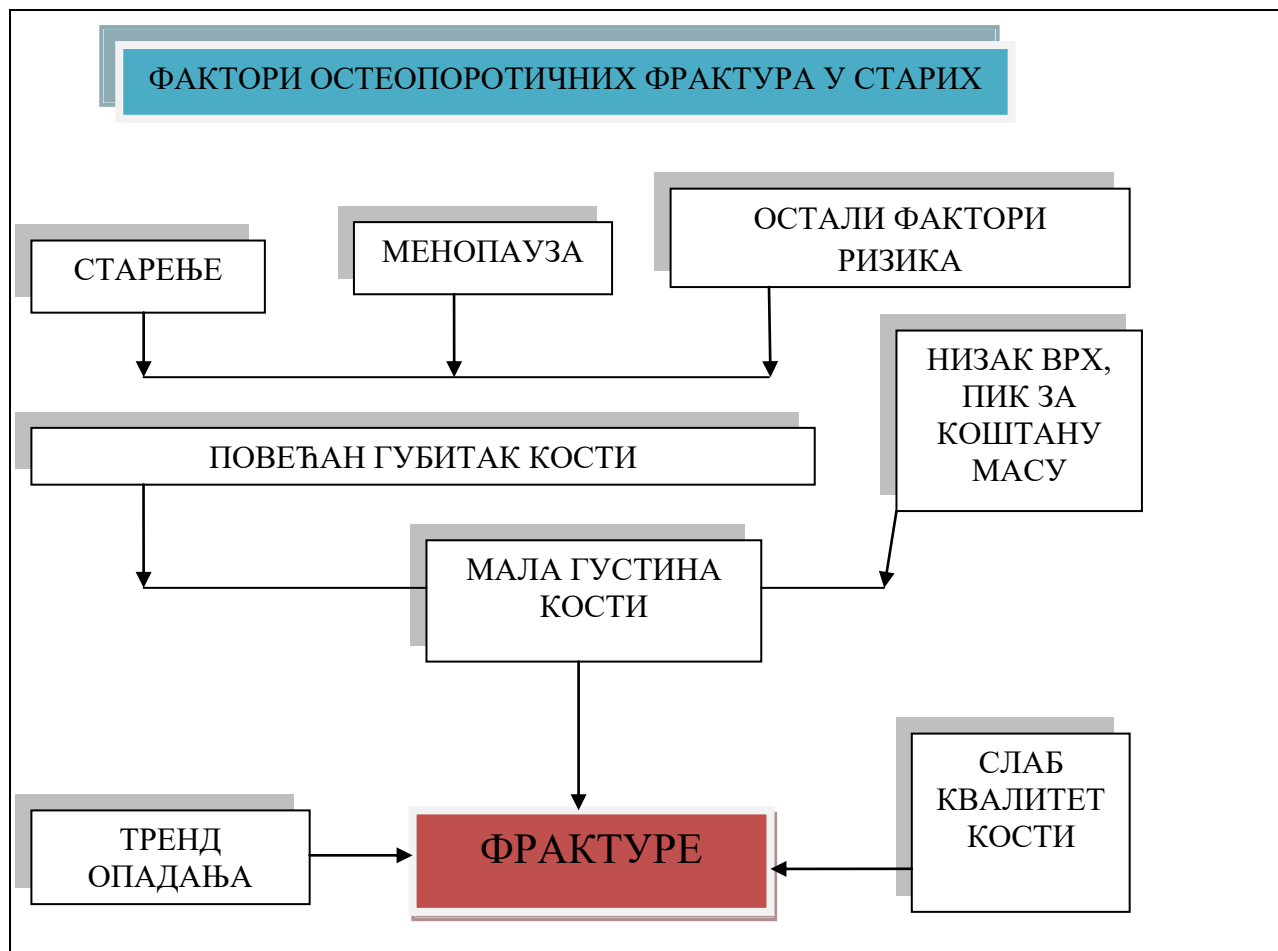 ФАКТОРИ ОСТЕОПОРОТИЧНИХ ФРАКТУРА У СТАРИХ
СТАРЕЊЕ
МЕНОПАУЗА
ОСТАЛИ ФАКТОРИ
РИЗИКА
НИЗАК ВРХ,
ПИК ЗА
КОШТАНУ
МАСУ
ПОВЕЋАН ГУБИТАК КОСТИ
МАЛА ГУСТИНА
КОСТИ
ТРЕНД
ОПАДАЊА
ФРАКТУРЕ
СЛАБ
КВАЛИТЕТ
КОСТИ